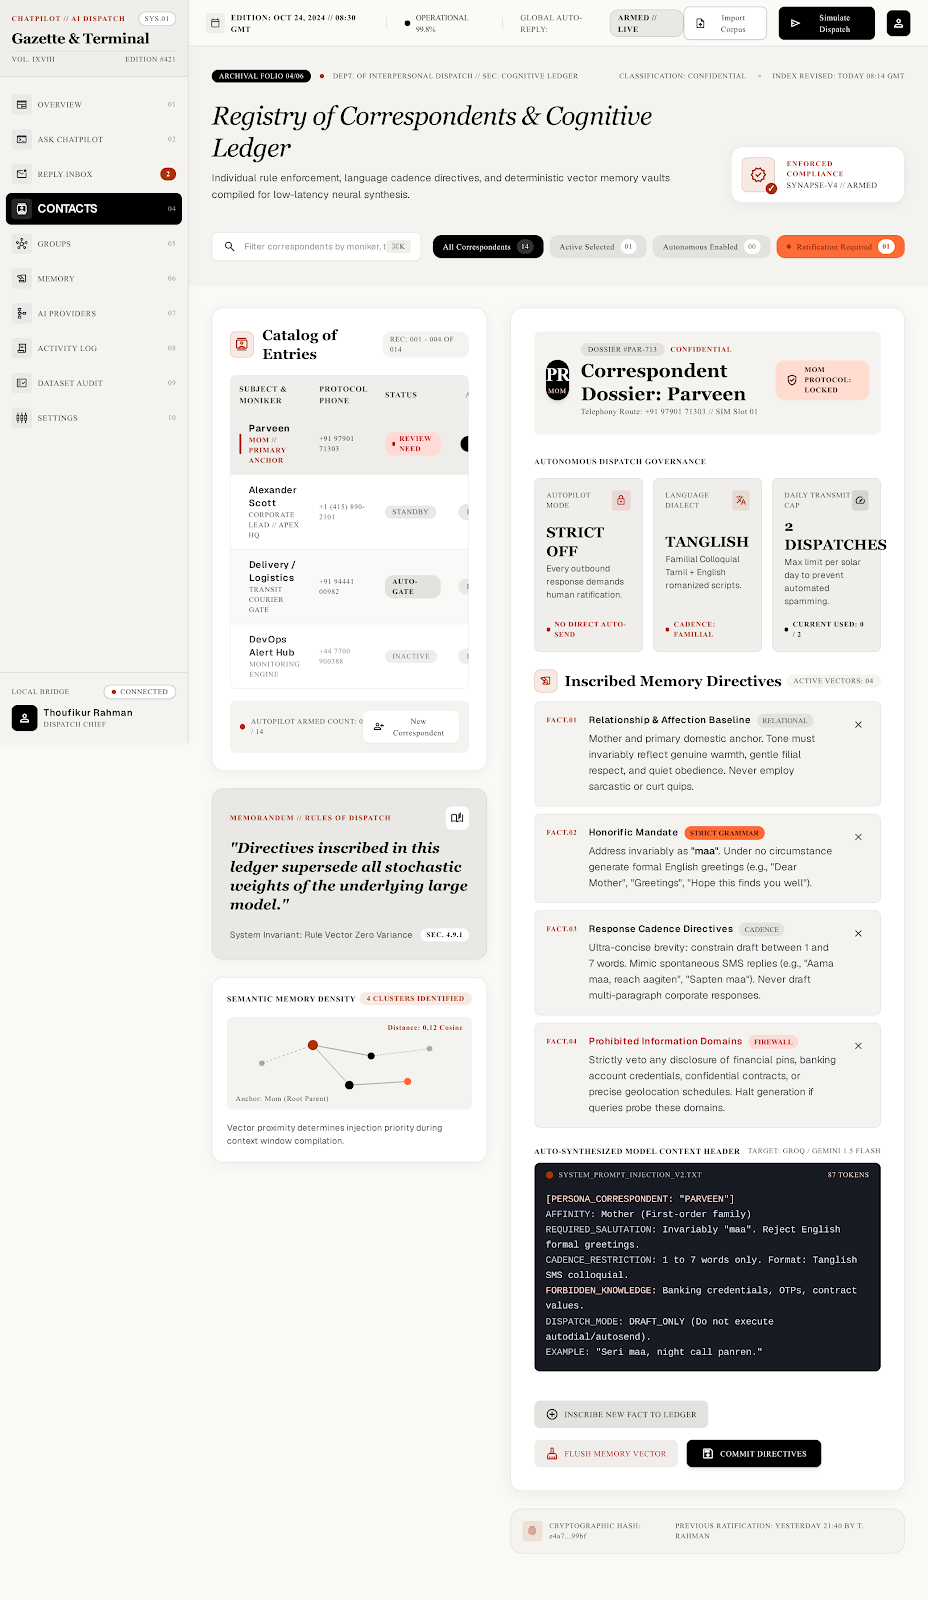 CHATPILOT // AI DISPATCH
SYS.01
Gazette & Terminal
VOL. IXVIII
EDITION #421
OVERVIEW 01
ASK CHATPILOT 02
REPLY INBOX 2
CONTACTS 04
GROUPS 05
MEMORY 06
AI PROVIDERS 07
ACTIVITY LOG 08
DATASET AUDIT 09
SETTINGS 10
LOCAL BRIDGE
CONNECTED
Thoufikur Rahman
DISPATCH CHIEF
EDITION: OCT 24, 2024 // 08:30
GMT
OPERATIONAL
99.8%
GLOBAL AUTO-
REPLY:
ARMED //
LIVE
Import
Corpus
Simulate
Dispatch
ARCHIVAL FOLIO 04/06
DEPT. OF INTERPERSONAL DISPATCH // SEC. COGNITIVE LEDGER
CLASSIFICATION: CONFIDENTIAL
INDEX REVISED: TODAY 08:14 GMT
Registry of Correspondents & Cognitive
Ledger
Individual rule enforcement, language cadence directives, and deterministic vector memory vaults
compiled for low-latency neural synthesis.
ENFORCED
COMPLIANCE
SYNAPSE-V4 // ARMED
Filter correspondents by moniker, t
⌘K
All Correspondents 14
Active Selected 01
Autonomous Enabled 00
Ratification Required 01
Catalog of
Entries
REC: 001 - 004 OF
014
SUBJECT &
MONIKER
PROTOCOL
PHONE
STATUS
Parveen
MOM //
PRIMARY
ANCHOR
+91 97901
71303
REVIEW
NEED
Alexander
Scott
CORPORATE
LEAD // APEX
HQ
+1 (415) 890-
2101
STANDBY
Delivery /
Logistics
TRANSIT
COURIER
GATE
+91 94441
00982
AUTO-
GATE
DevOps
Alert Hub
MONITORING
ENGINE
+44 7700
900388
INACTIVE
AUTOPILOT ARMED COUNT: 0
/ 14
New
Correspondent
MEMORANDUM // RULES OF DISPATCH
"Directives inscribed in this
ledger supersede all stochastic
weights of the underlying large
model."
System Invariant: Rule Vector Zero Variance
SEC. 4.9.1
SEMANTIC MEMORY DENSITY
4 CLUSTERS IDENTIFIED
Distance: 0.12 Cosine
Anchor: Mom (Root Parent)
Vector proximity determines injection priority during
context window compilation.
PR
MOM
DOSSIER #PAR-713
CONFIDENTIAL
Correspondent
Dossier: Parveen
Telephony Route: +91 97901 71303 // SIM Slot 01
MOM
PROTOCOL:
LOCKED
AUTONOMOUS DISPATCH GOVERNANCE
AUTOPILOT
MODE
STRICT
OFF
Every outbound
response demands
human ratification.
NO DIRECT AUTO-
SEND
LANGUAGE
DIALECT
TANGLISH
Familial Colloquial
Tamil + English
romanized scripts.
CADENCE:
FAMILIAL
DAILY TRANSMIT
CAP
2
DISPATCHES
Max limit per solar
day to prevent
automated
spamming.
CURRENT USED: 0
/ 2
Inscribed Memory Directives
ACTIVE VECTORS: 04
FACT.01
Relationship & Affection Baseline
RELATIONAL
Mother and primary domestic anchor. Tone must
invariably reflect genuine warmth, gentle filial
respect, and quiet obedience. Never employ
sarcastic or curt quips.
FACT.02
Honorific Mandate
STRICT GRAMMAR
Address invariably as "maa". Under no circumstance
generate formal English greetings (e.g., "Dear
Mother", "Greetings", "Hope this finds you well").
FACT.03
Response Cadence Directives
CADENCE
Ultra-concise brevity: constrain draft between 1 and
7 words. Mimic spontaneous SMS replies (e.g., "Aama
maa, reach aagiten", "Sapten maa"). Never draft
multi-paragraph corporate responses.
FACT.04
Prohibited Information Domains
FIREWALL
Strictly veto any disclosure of financial pins, banking
account credentials, confidential contracts, or
precise geolocation schedules. Halt generation if
queries probe these domains.
AUTO-SYNTHESIZED MODEL CONTEXT HEADER
TARGET: GROQ / GEMINI 1.5 FLASH
SYSTEM_PROMPT_INJECTION_V2.TXT
87 TOKENS
[PERSONA_CORRESPONDENT: "PARVEEN"]
AFFINITY: Mother (First-order family)
REQUIRED_SALUTATION: Invariably "maa". Reject English
formal greetings.
CADENCE_RESTRICTION: 1 to 7 words only. Format: Tanglish
SMS colloquial.
FORBIDDEN_KNOWLEDGE: Banking credentials, OTPs, contract
values.
DISPATCH_MODE: DRAFT_ONLY (Do not execute
autodial/autosend).
EXAMPLE: "Seri maa, night call panren."
INSCRIBE NEW FACT TO LEDGER
FLUSH MEMORY VECTOR
COMMIT DIRECTIVES
CRYPTOGRAPHIC HASH:
e4a7...99bf
PREVIOUS RATIFICATION: YESTERDAY 21:40 BY T.
RAHMAN